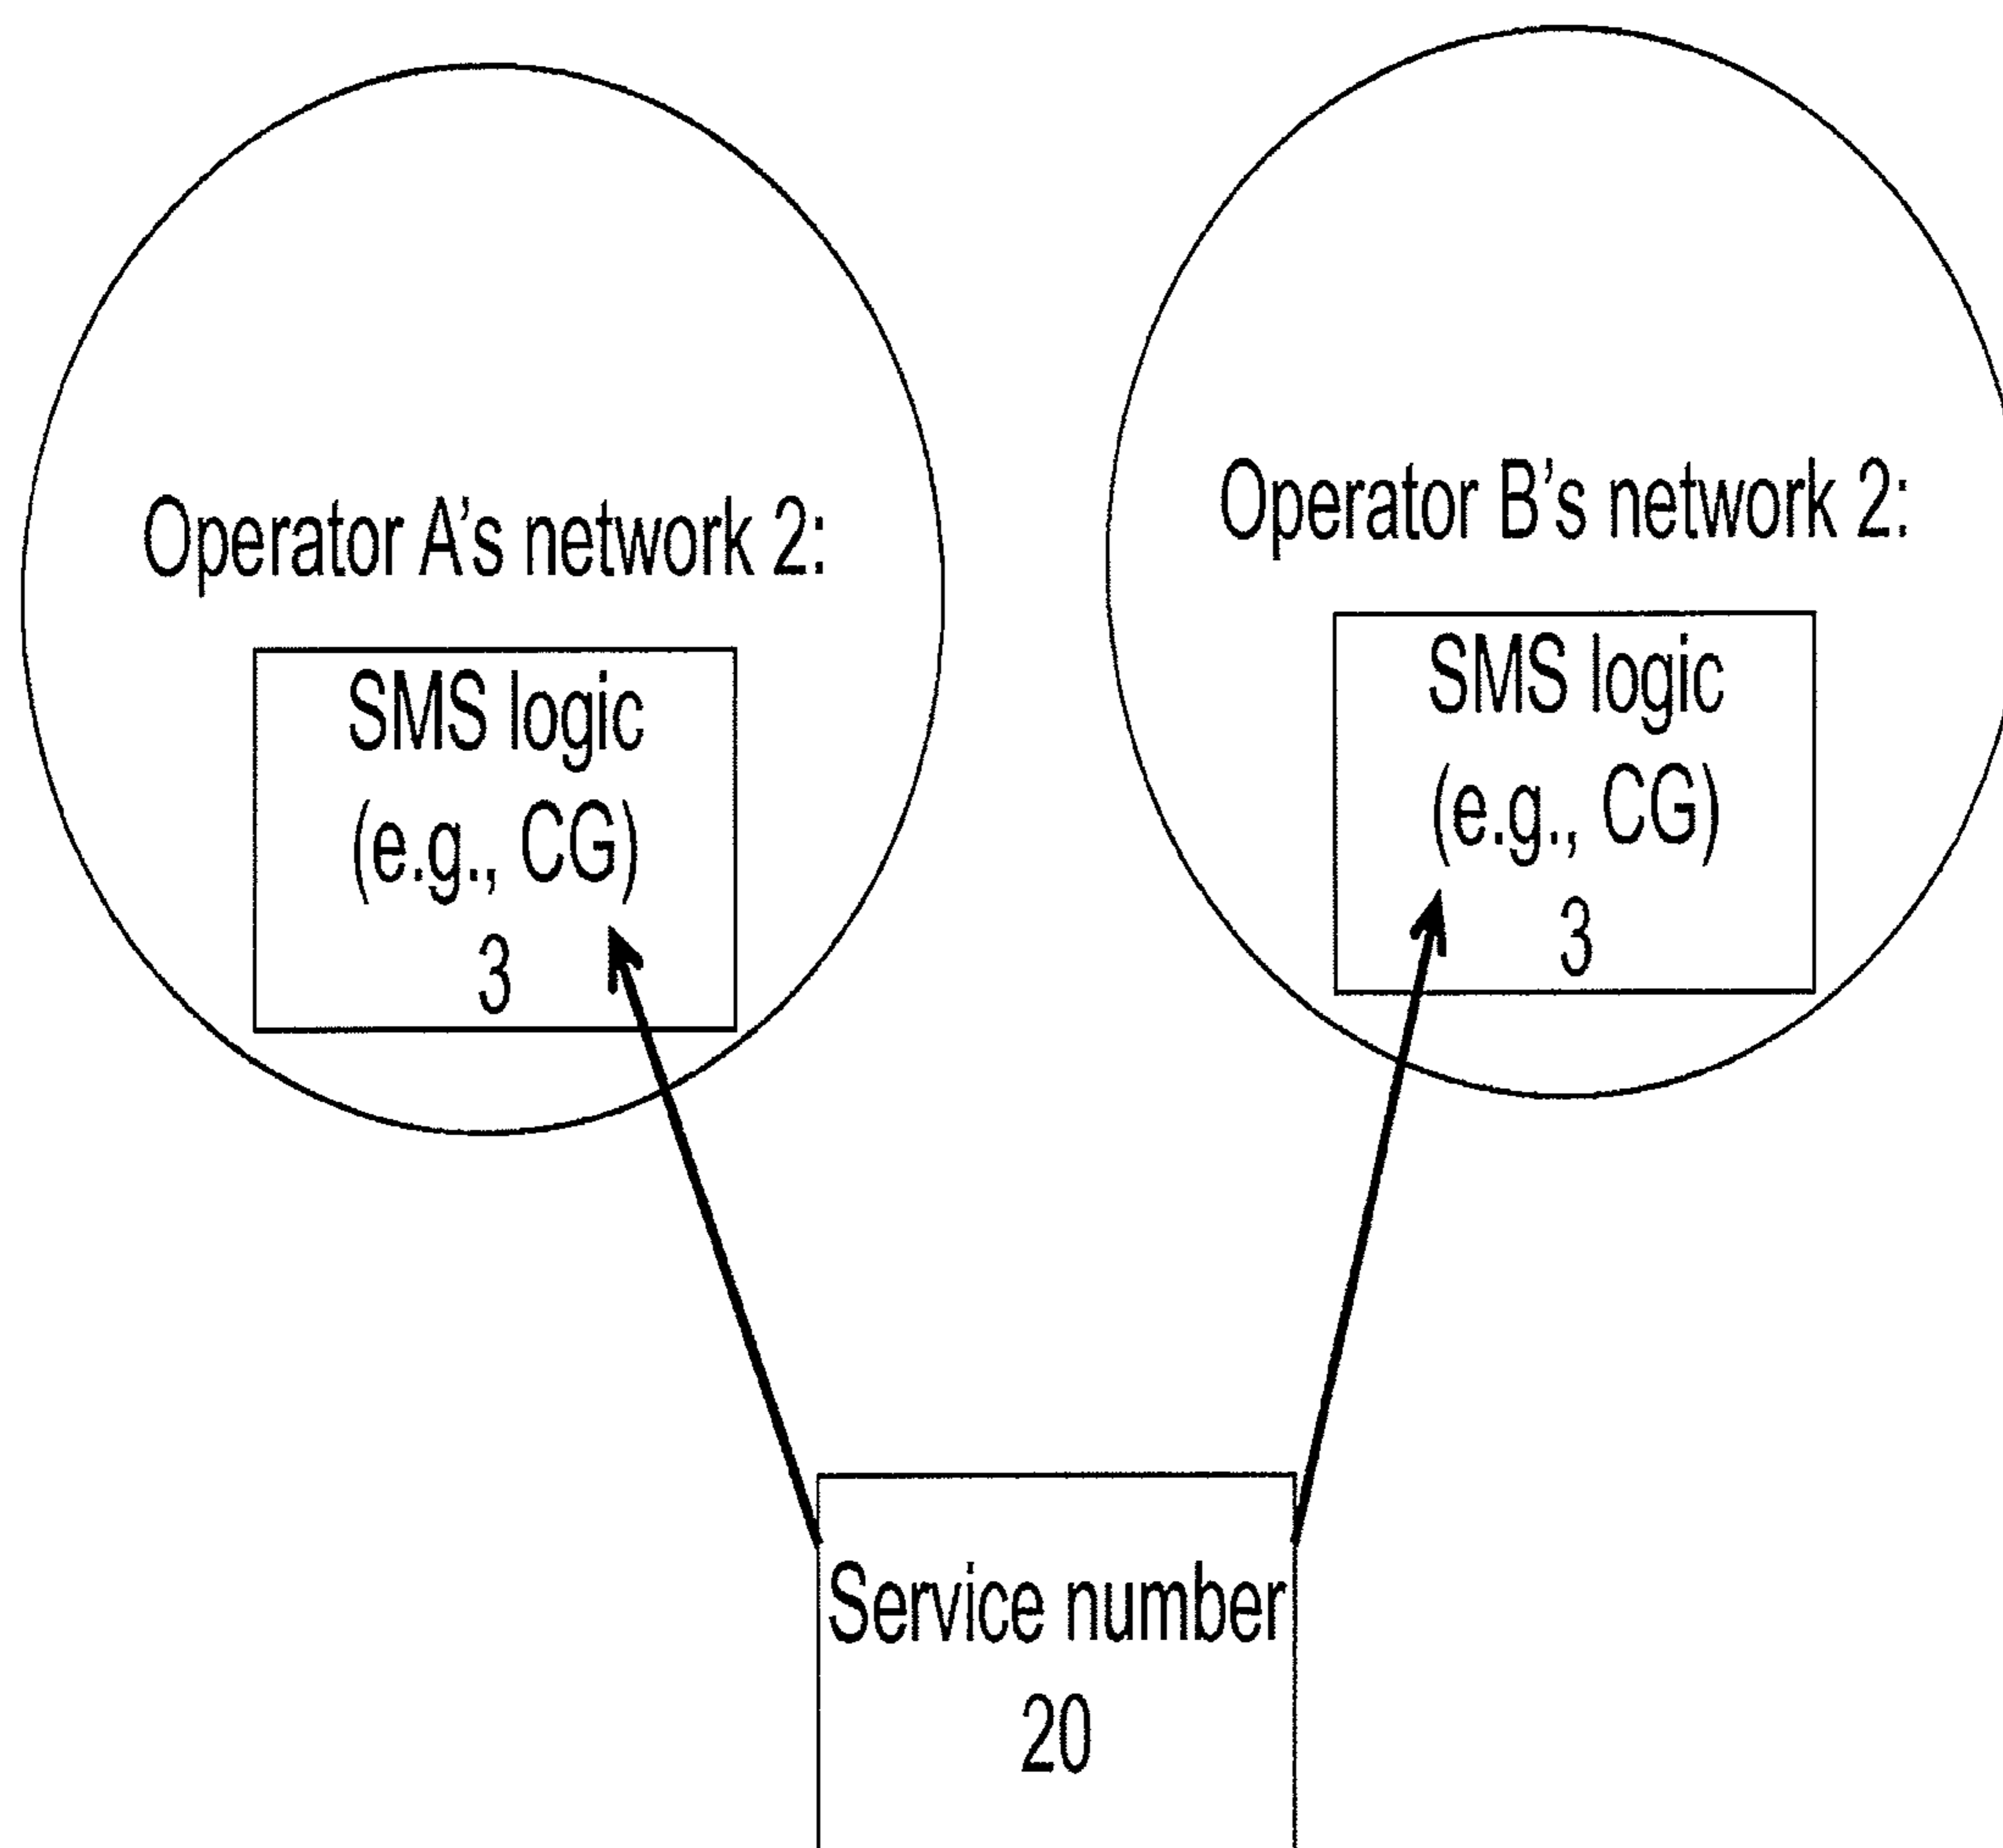 Operator A's network 2:
SMS logic
(e.g., CG)
3
Operator B's network 2:
SMS logic
(e.g., CG)
3
Service number
20